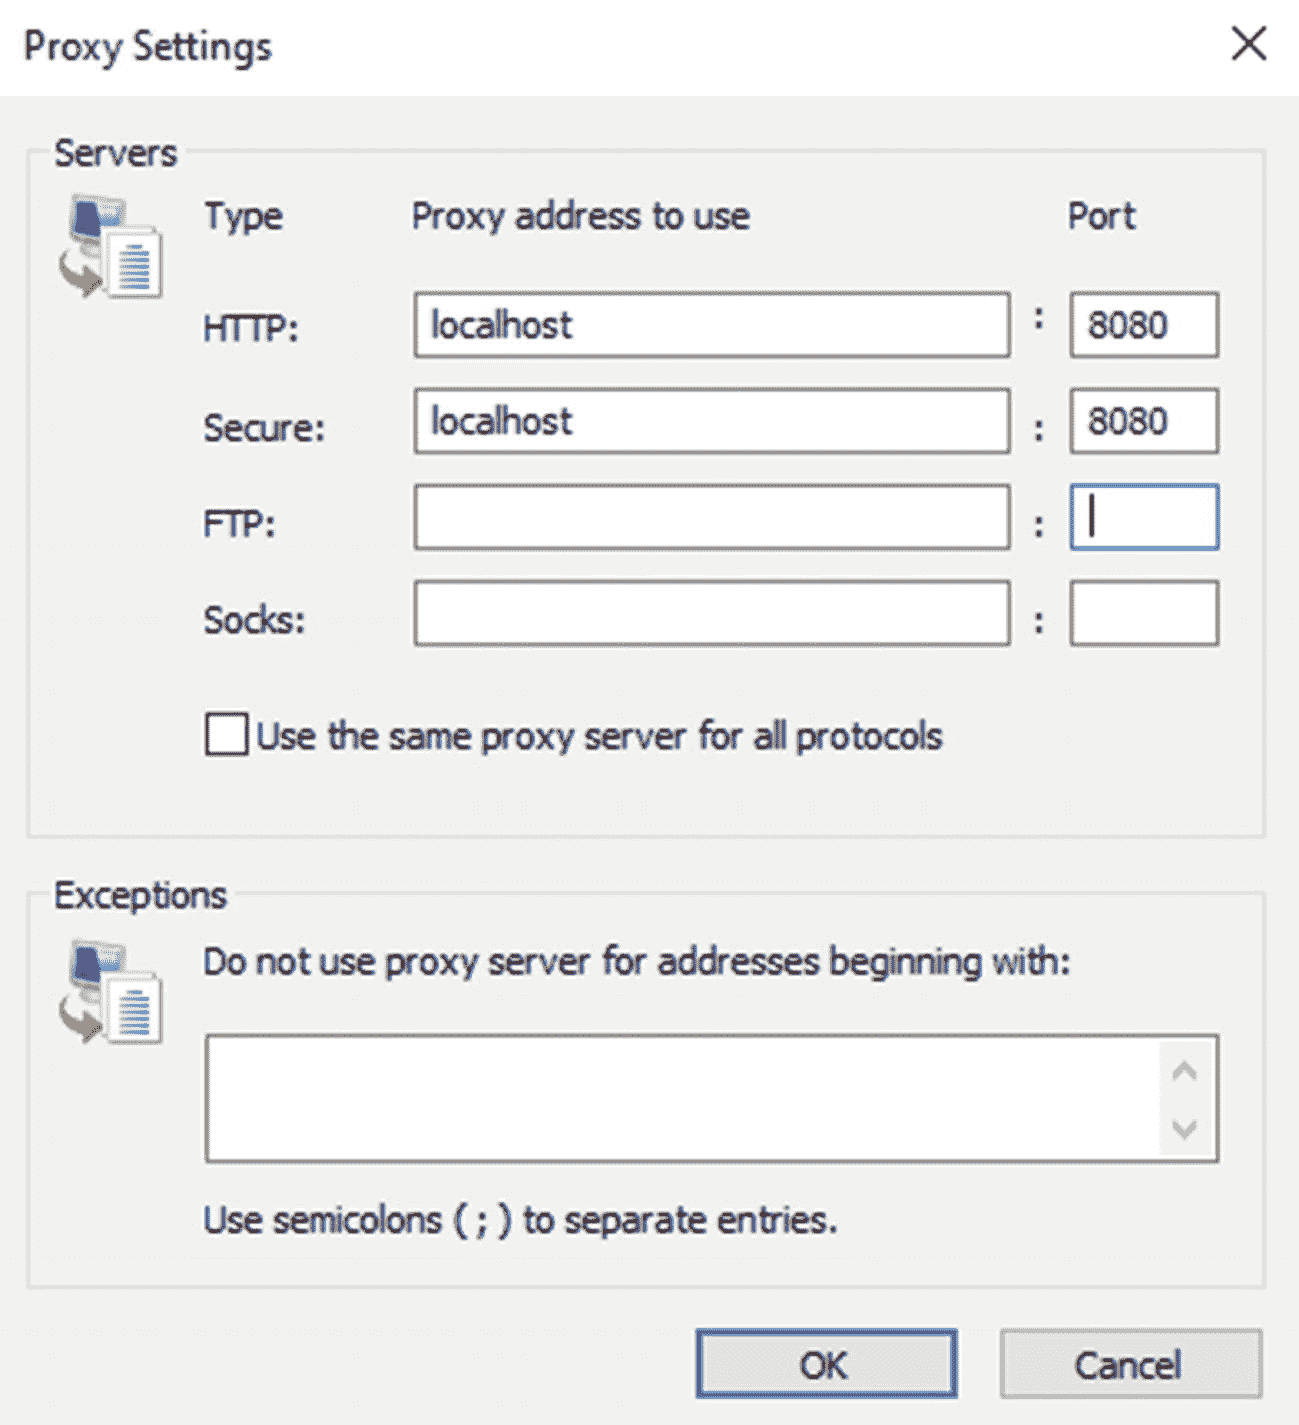 Proxy Settings
Servers
Type Proxy address to use Port
HTTP: localhost : 8080
Secure: localhost : 8080
FTP: :
Socks: :
Use the same proxy server for all protocols
Exceptions
Do not use proxy server for addresses beginning with:
Use semicolons ( ; ) to separate entries.
OK Cancel